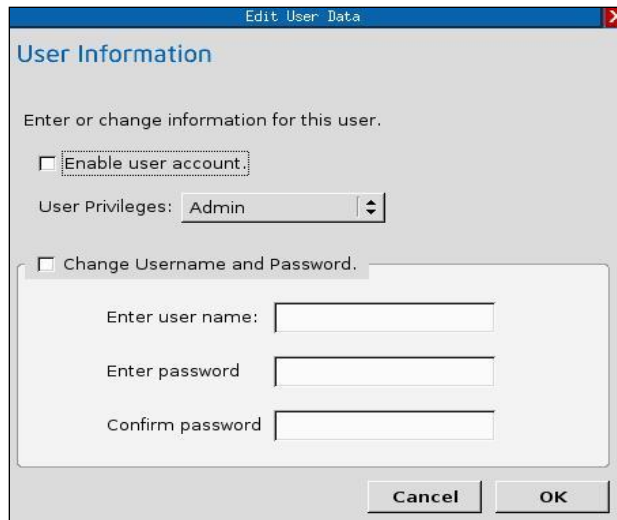 Edit User Data
User Information
Enter or change information for this user.
Enable user account.
User Privileges: Admin
Change Username and Password.
Enter user name:
Enter password
Confirm password
Cancel OK